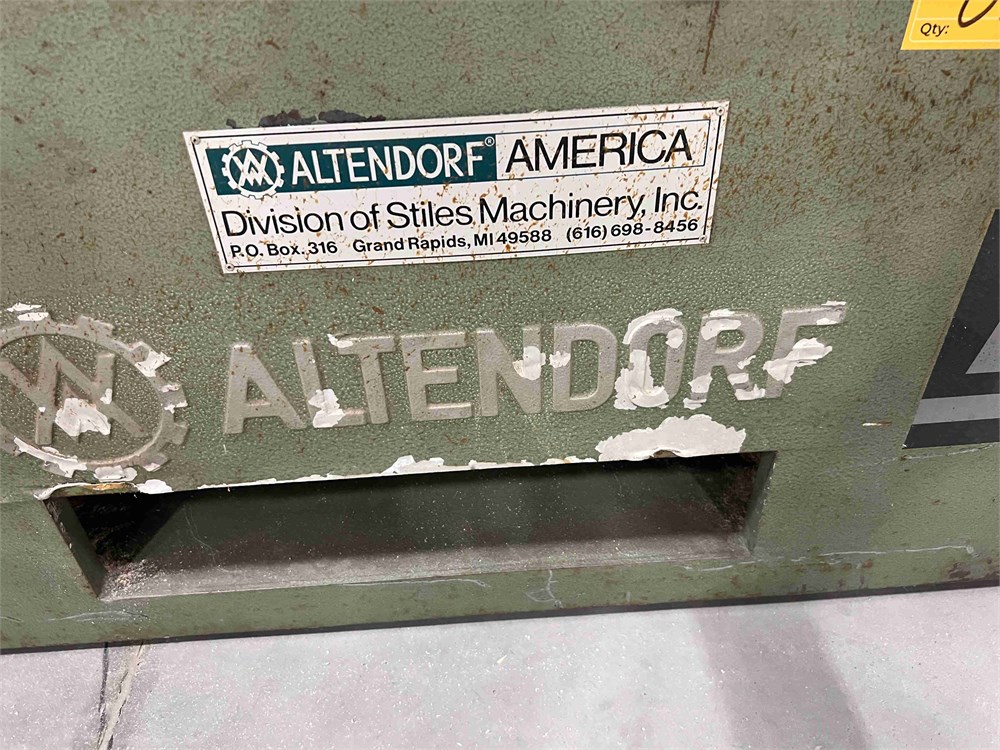 Qty:
ALTENDORF® AMERICA
Division of Stiles Machinery, Inc.
P.O. Box. 316 Grand Rapids, MI 49588 (616) 698-8456
ALTENDORF